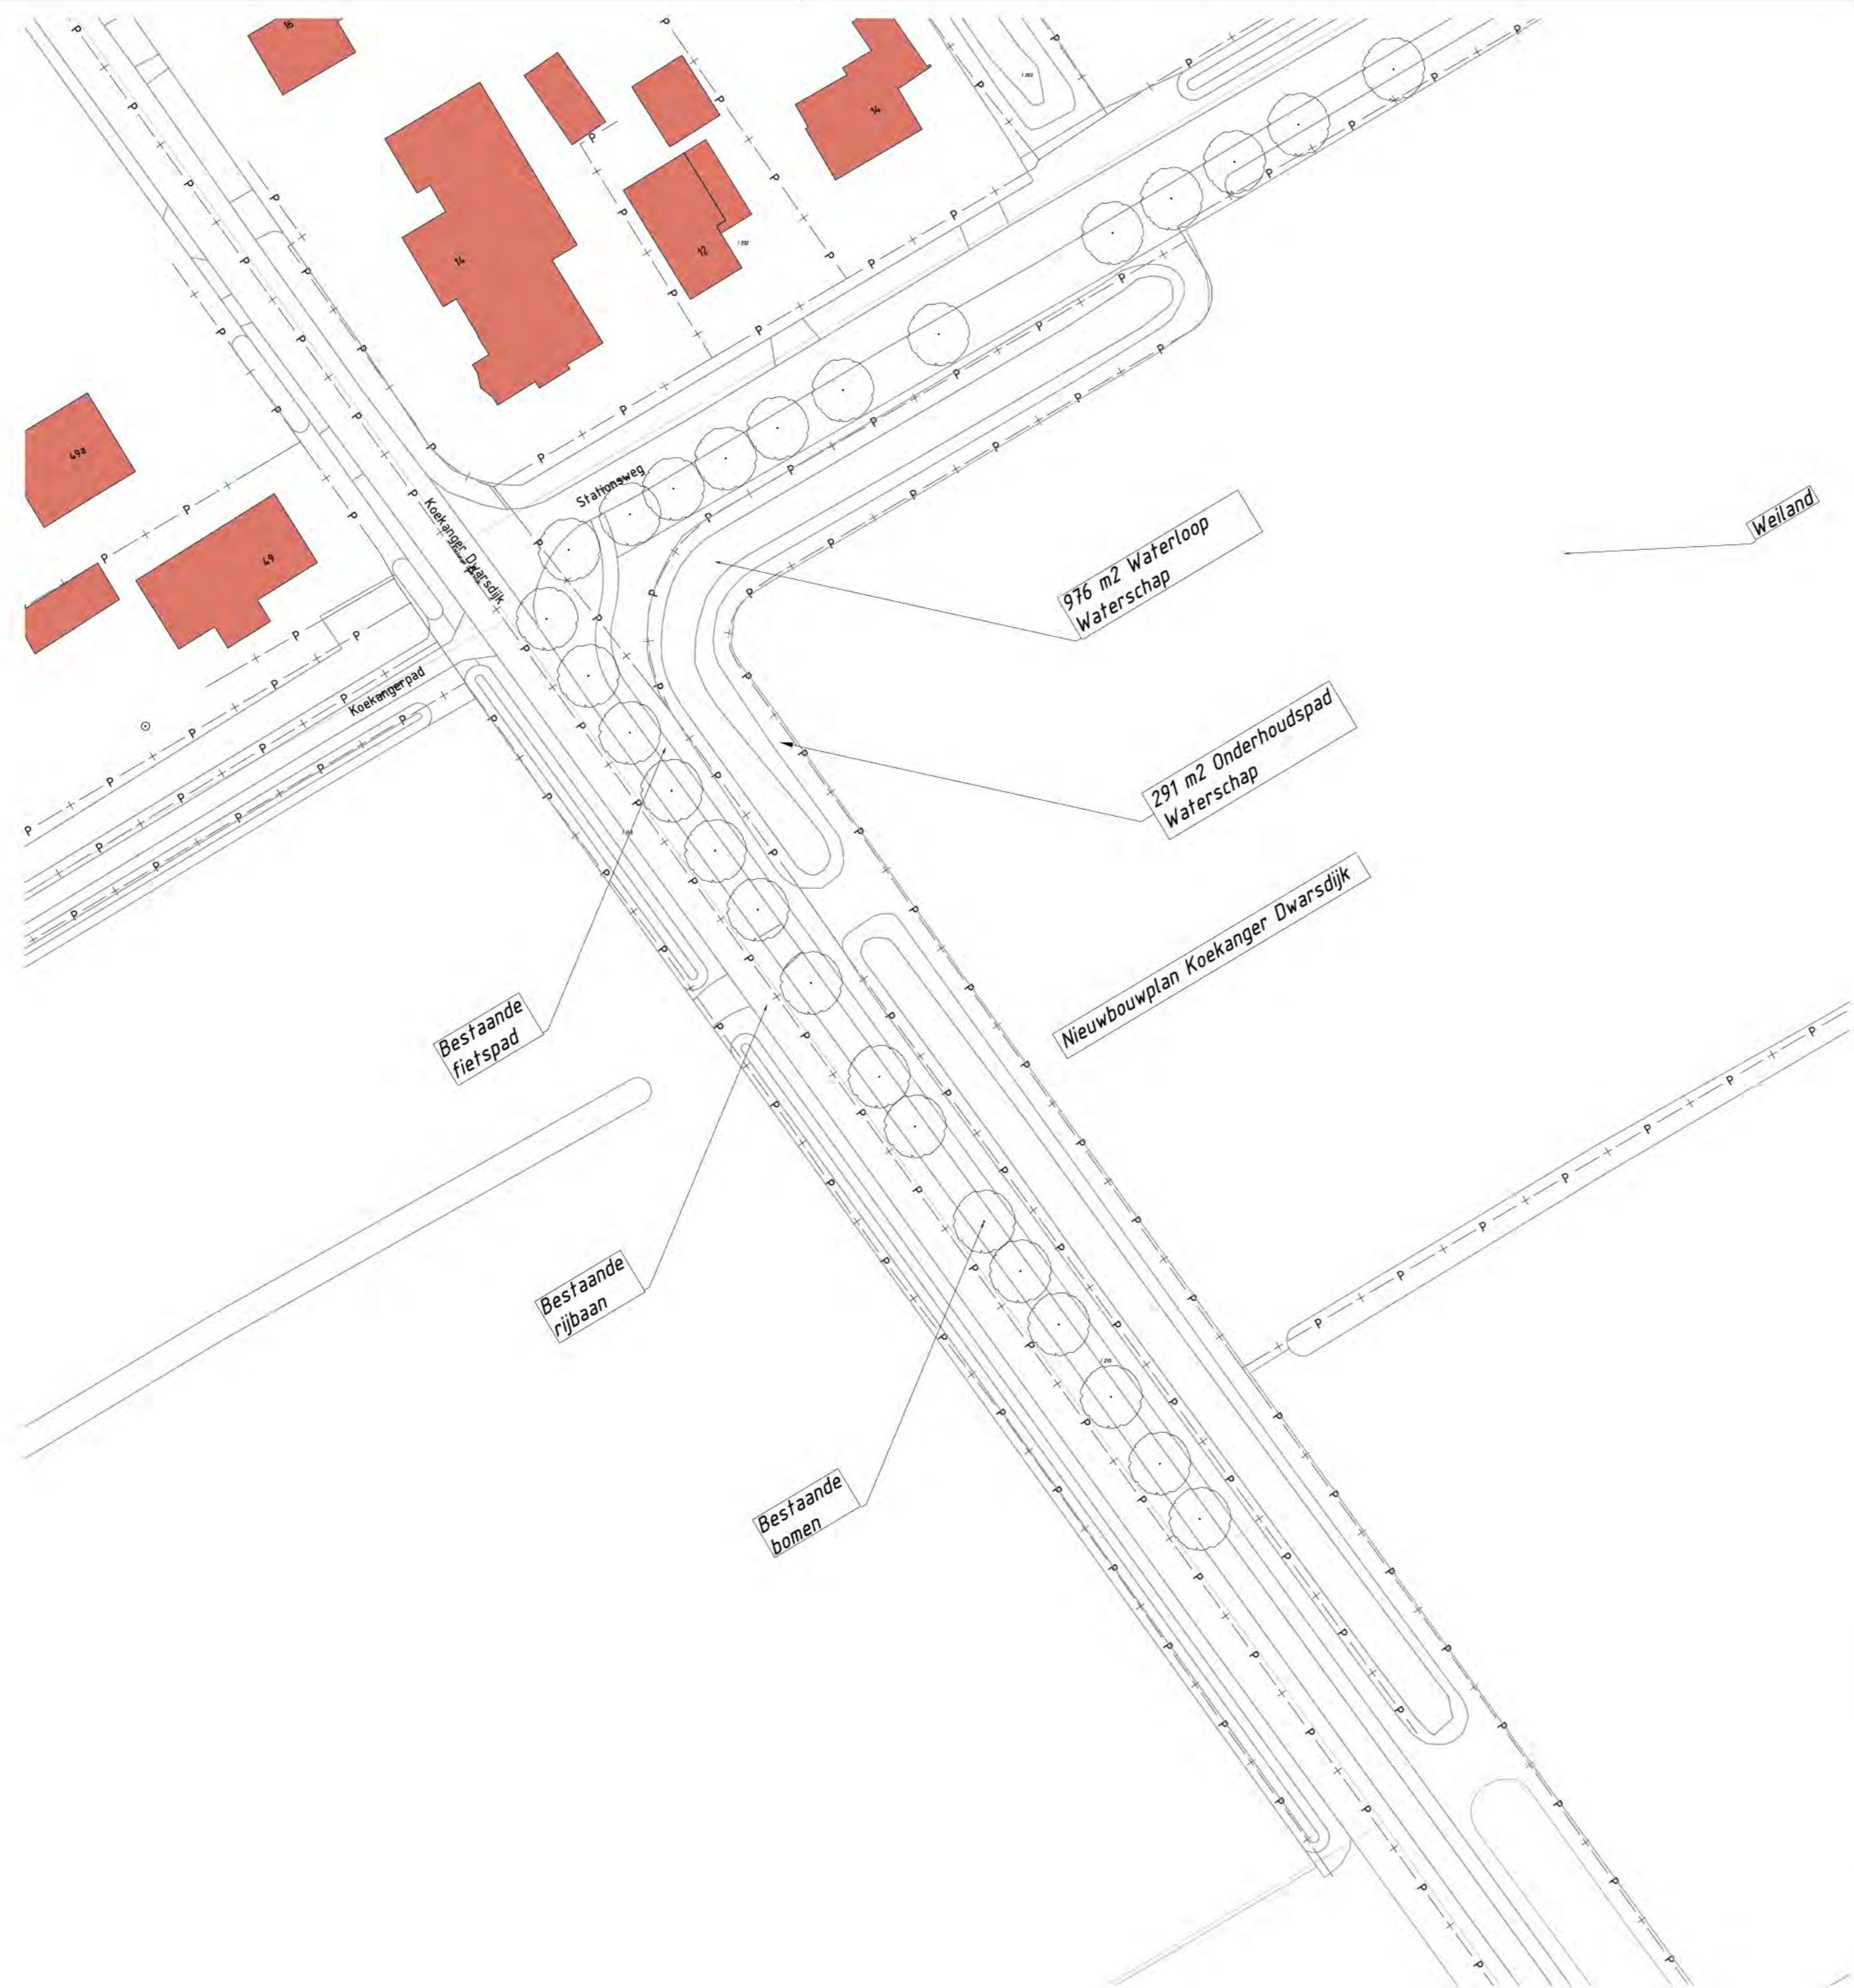 16
14
14
12
49a
49
Stationsweg
Koekanger Dwarsdijk
Koekangerpad
976 m2 Waterloop
Waterschap
Weiland
291 m2 Onderhoudspad
Waterschap
Nieuwbouwplan Koekanger Dwarsdijk
Bestaande
fietspad
Bestaande
rijbaan
Bestaande
bomen